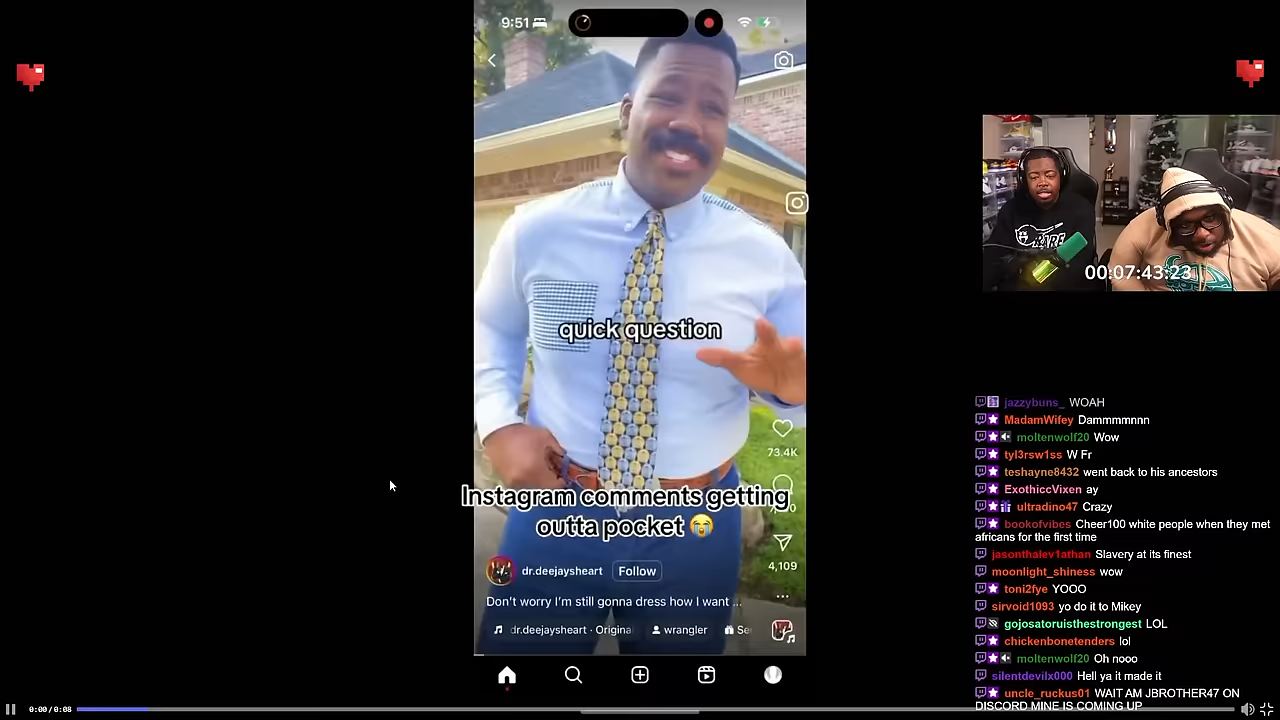 9:51
quick question
73.4K
Instagram comments getting
outta pocket 😭
dr.deejaysheart
Follow
4,109
Don't worry I'm still gonna dress how I want ...
dr.deejaysheart · Origina
wrangler
Se
00:07:43:23
jazzybuns_ WOAH
MadamWifey Dammmmnnn
moltenwolf20 Wow
tyl3rsw1ss W Fr
teshayne8432 went back to his ancestors
ExothiccVixen ay
ultradino47 Crazy
bookofvibes Cheer100 white people when they met
africans for the first time
jasonthalev1athan Slavery at its finest
moonlight_shiness wow
toni2fye YOOO
sirvoid1093 yo do it to Mikey
gojosatoruisthestrongest LOL
chickenbonetenders lol
moltenwolf20 Oh nooo
silentdevilx000 Hell ya it made it
uncle_ruckus01 WAIT AM JBROTHER47 ON
DISCORD MINE IS COMING UP
0:00 / 0:08